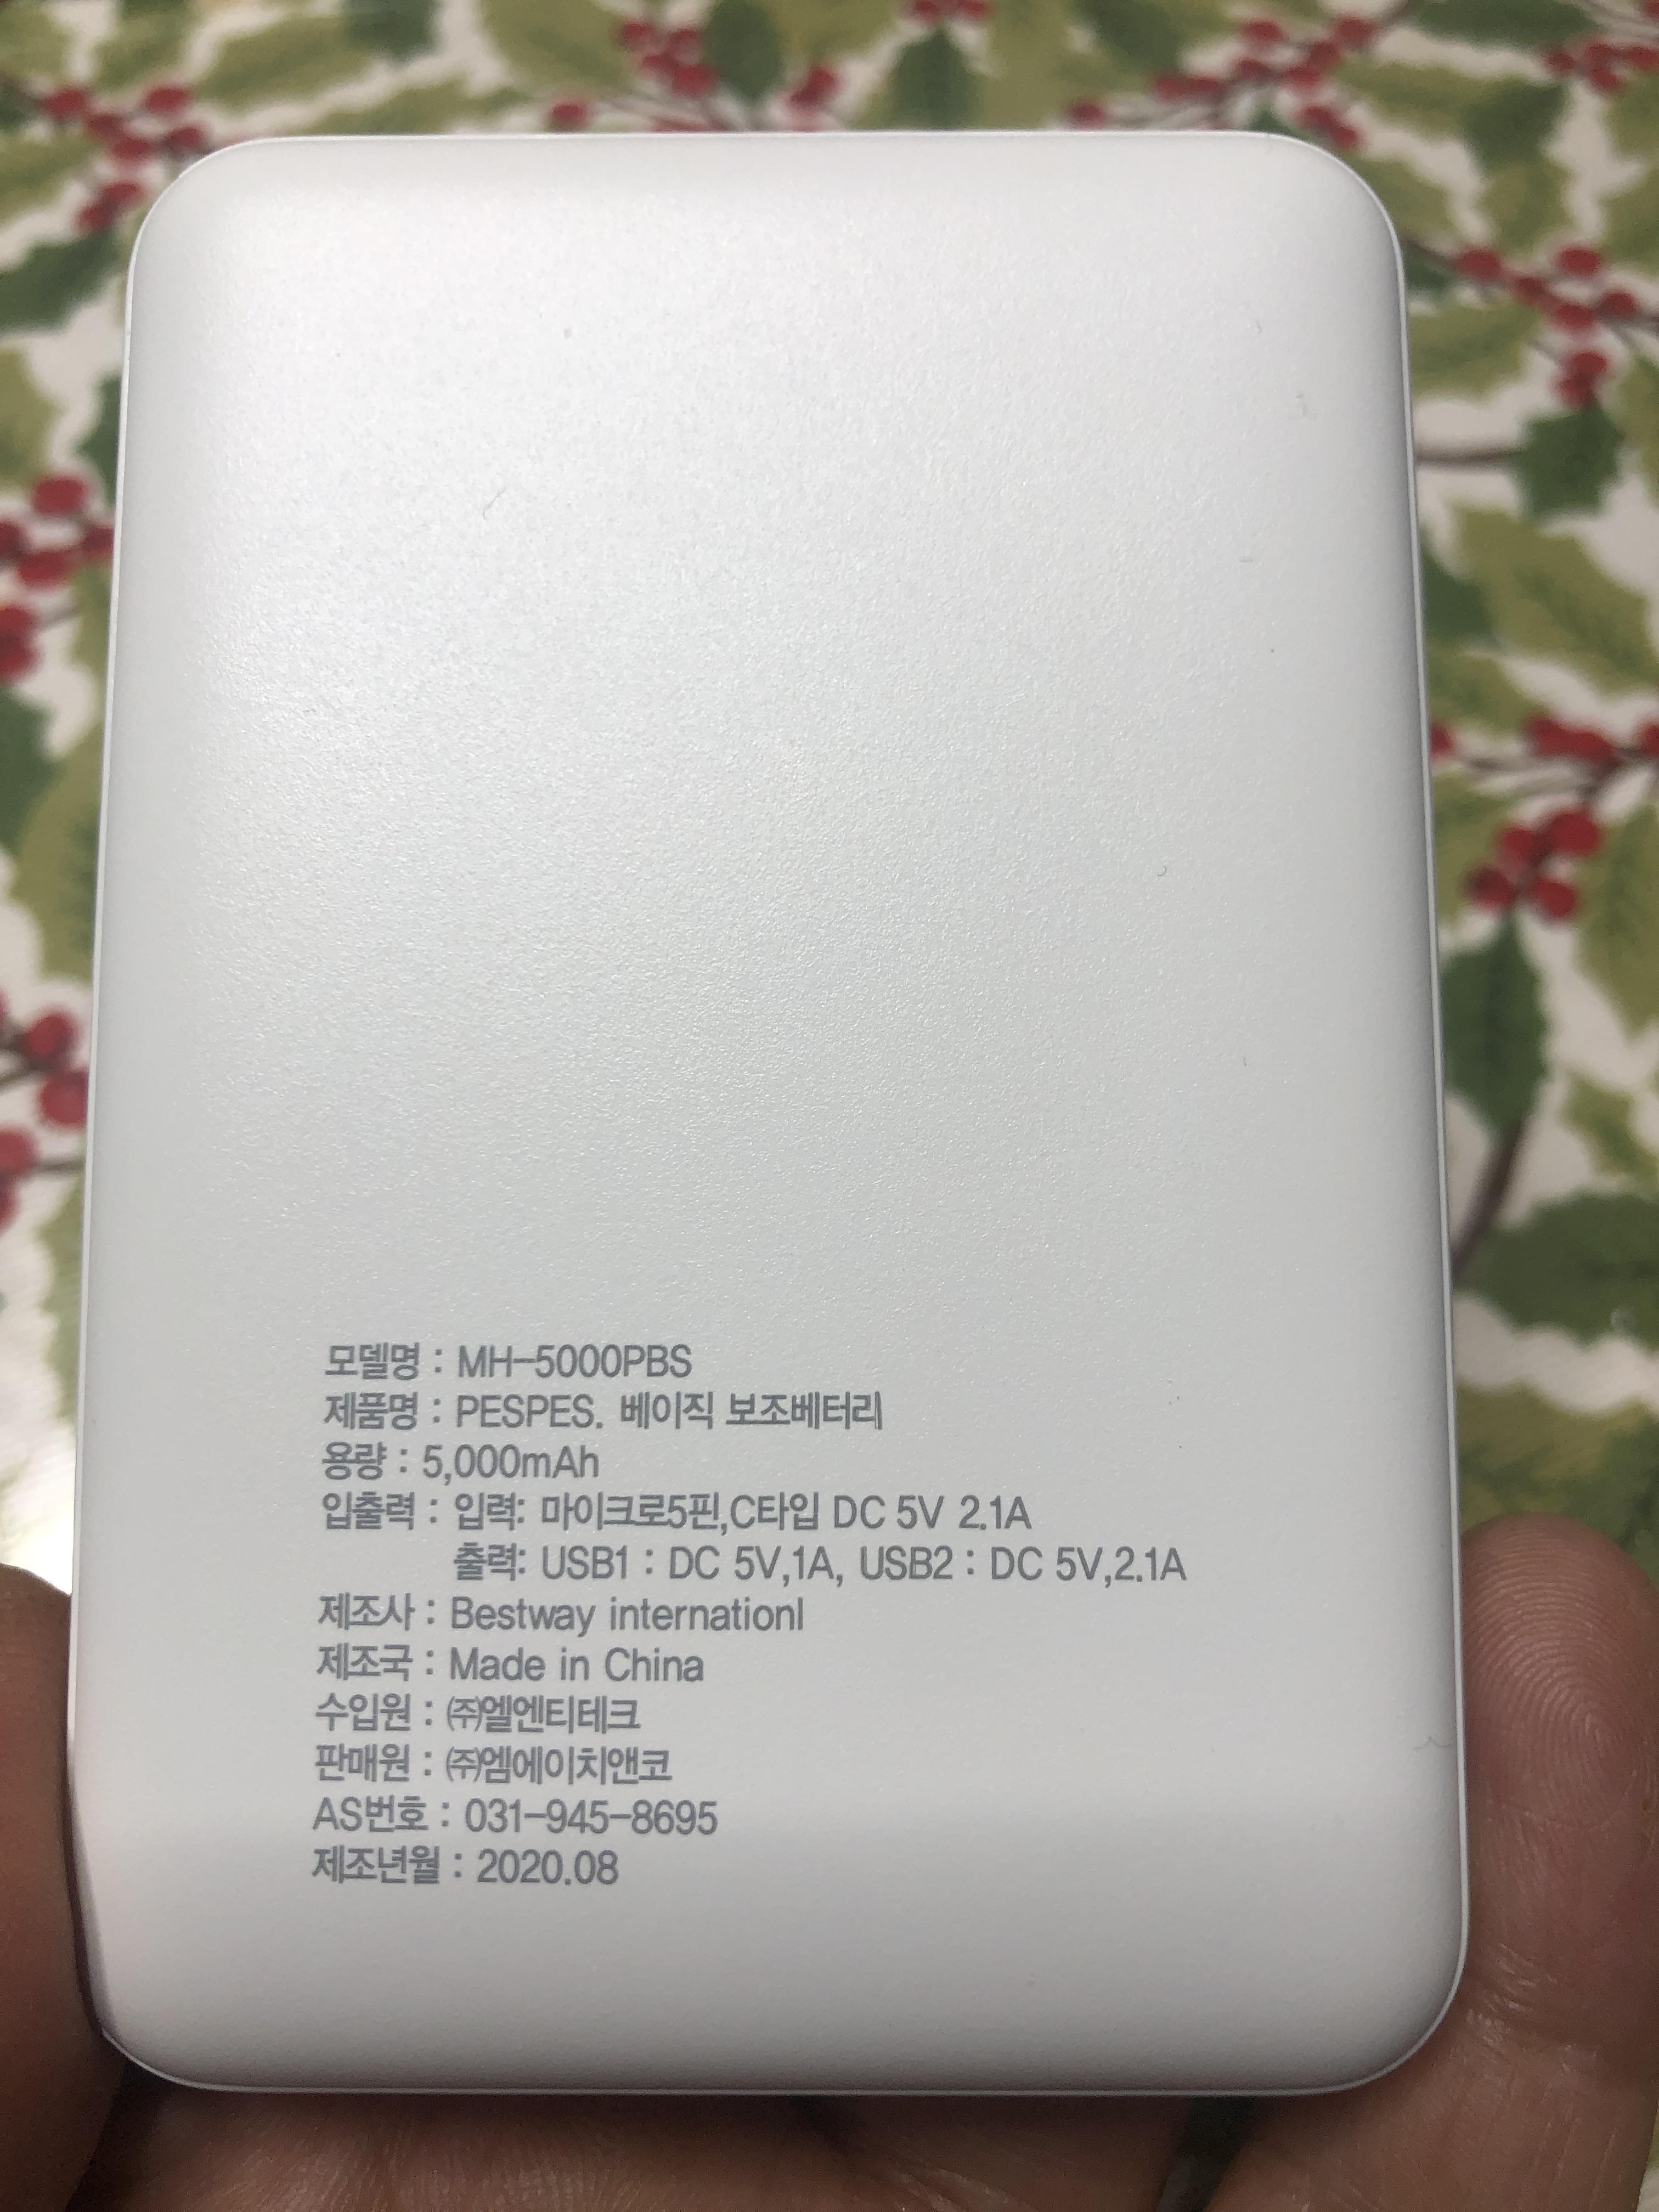 모델명 : MH-5000PBS
제품명 : PESPES. 베이직 보조베터리
용량 : 5,000mAh
입출력 : 입력: 마이크로5핀,C타입 DC 5V 2.1A
출력: USB1 : DC 5V,1A, USB2 : DC 5V,2.1A
제조사 : Bestway internationl
제조국 : Made in China
수입원 : ㈜엘엔티테크
판매원 : ㈜엠에이치앤코
AS번호 : 031-945-8695
제조년월 : 2020.08